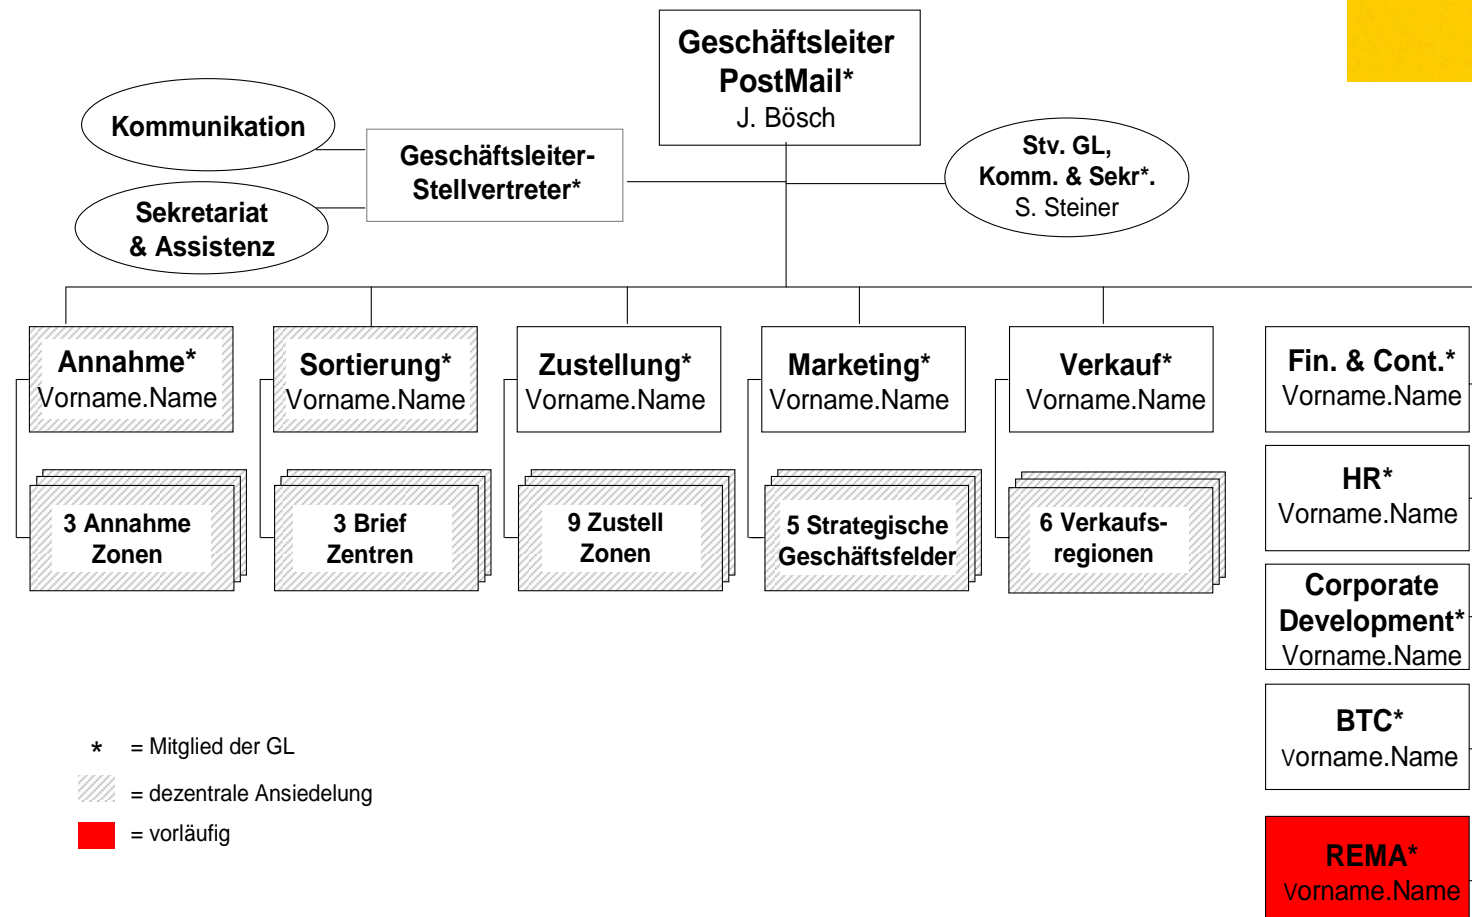 Geschäftsleiter
PostMail*
J. Bösch
Kommunikation
Geschäftsleiter-
Stellvertreter*
Sekretariat
& Assistenz
Stv. GL,
Komm. & Sekr*.
S. Steiner
Annahme*
Vorname.Name
Sortierung*
Vorname.Name
Zustellung*
Vorname.Name
Marketing*
Vorname.Name
Verkauf*
Vorname.Name
Fin. & Cont.*
Vorname.Name
3 Annahme
Zonen
3 Brief
Zentren
9 Zustell
Zonen
5 Strategische
Geschäftsfelder
6 Verkaufs-
regionen
HR*
Vorname.Name
Corporate
Development*
Vorname.Name
BTC*
Vorname.Name
REMA*
Vorname.Name
* = Mitglied der GL
= dezentrale Ansiedelung
= vorläufig